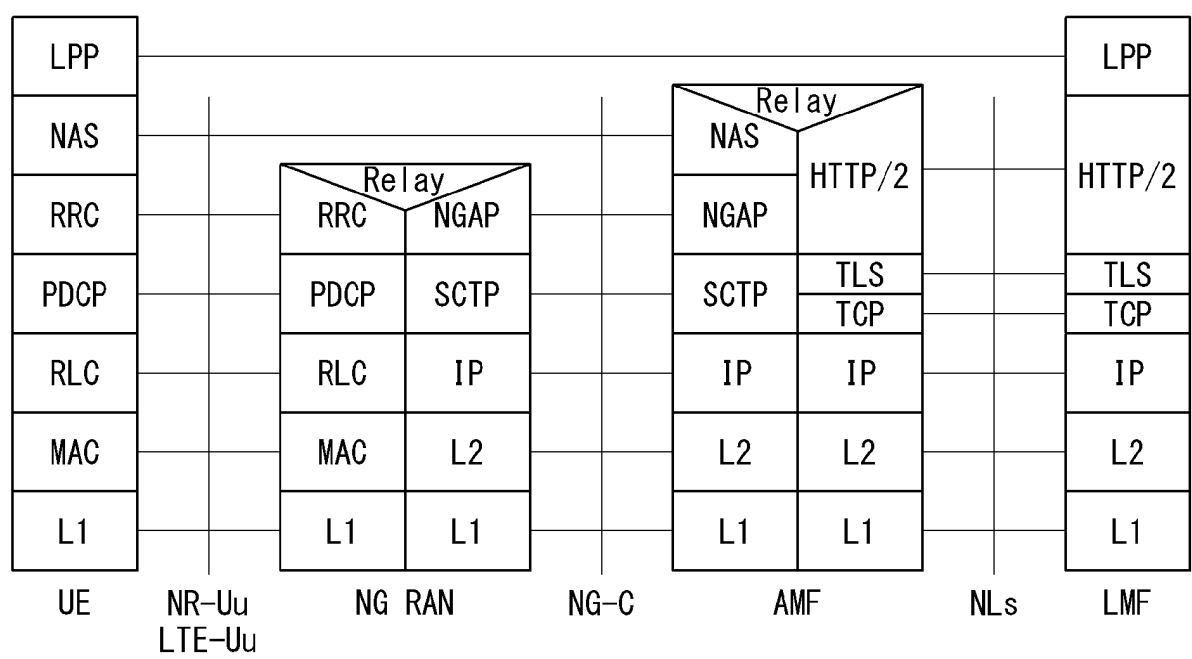 LPP
LPP
Relay
NAS
NAS
HTTP/2
HTTP/2
Relay
RRC
RRC
NGAP
NGAP
TLS
TLS
PDCP
PDCP
SCTP
SCTP
TCP
TCP
RLC
RLC
IP
IP
IP
IP
MAC
MAC
L2
L2
L2
L2
L1
L1
L1
L1
L1
L1
UE
NR-Uu
LTE-Uu
NG RAN
NG-C
AMF
NLs
LMF